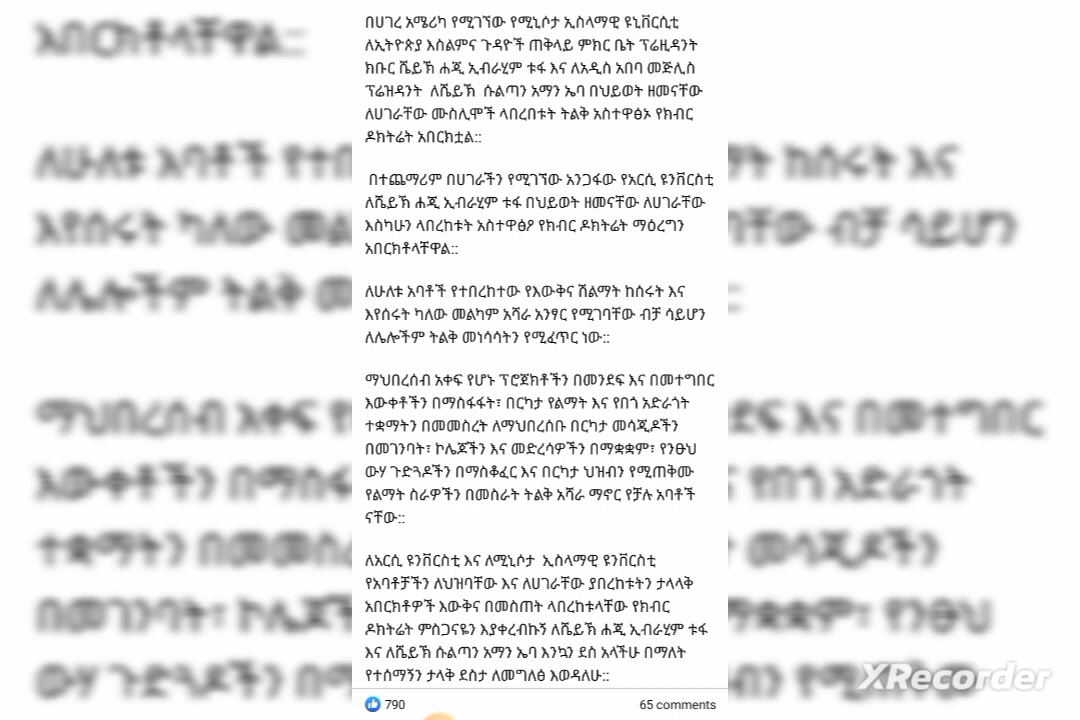 በሀገረ አሜሪካ የሚገኘው የሚኒሶታ ኢስላማዊ ዩኒቨርሲቲ
ለኢትዮጵያ እስልምና ጉዳዮች ጠቅላይ ምክር ቤት ፕሬዚዳንት
ክቡር ሼይኽ ሐጂ ኢብራሂም ቱፋ እና ለአዲስ አበባ መጅሊስ
ፕሬዝዳንት ለሼይኽ ሱልጣን አማን ኤባ በህይወት ዘመናቸው
ለሀገራቸው ሙስሊሞች ላበረበቱት ትልቅ አስተዋፅኦ የክብር
ዶክትሬት አበርክቷል።
በተጨማሪም በሀገራችን የሚገኘው አንጋፋው የአርሲ ዩንቨርስቲ
ለሼይኽ ሐጂ ኢብራሂም ቱፋ በህይወት ዘመናቸው ለሀገራቸው
እስካሁን ላበረከቱት አስተዋፅዖ የክብር ዶክትሬት ማዕረግን
አበርክቶላቸዋል።
ለሁለቱ አባቶች የተበረከተው የእውቅና ሽልማት ከሰሩት እና
እየሰሩት ካለው መልካም አሻራ አንፃር የሚገባቸው ብቻ ሳይሆን
ለሌሎችም ትልቅ መነሳሳትን የሚፈጥር ነው።
ማህበረሰብ አቀፍ የሆኑ ፕሮጀክቶችን በመንደፍ እና በመተግበር
እውቀቶችን በማስፋፋት፣ በርካታ የልማት እና የበጎ አድራጎት
ተቋማትን በመመስረት ለማህበረሰቡ በርካታ መሳጂዶችን
በመገንባት፣ ኮሌጆችን እና መድረሳዎችን በማቋቋም፣ የንፁህ
ውሃ ጉድጓዶችን በማስቆፈር እና በርካታ ህዝብን የሚጠቅሙ
የልማት ስራዎችን በመስራት ትልቅ አሻራ ማኖር የቻሉ አባቶች
ናቸው።
ለአርሲ ዩንቨርስቲ እና ለሚኒሶታ ኢስላማዊ ዩንቨርስቲ
የአባቶቻችን ለህዝባቸው እና ለሀገራቸው ያበረከቱትን ታላላቅ
አበርክቶዎች እውቅና በመስጠት ላበረከቱላቸው የክብር
ዶክትሬት ምስጋናዬን እያቀረብኩኝ ለሼይኽ ሐጂ ኢብራሂም ቱፋ
እና ለሼይኽ ሱልጣን አማን ኤባ እንኳን ደስ አላችሁ በማለት
የተሰማኝን ታላቅ ደስታ ለመግለፅ እወዳለሁ።
790
65 comments
XRecorder